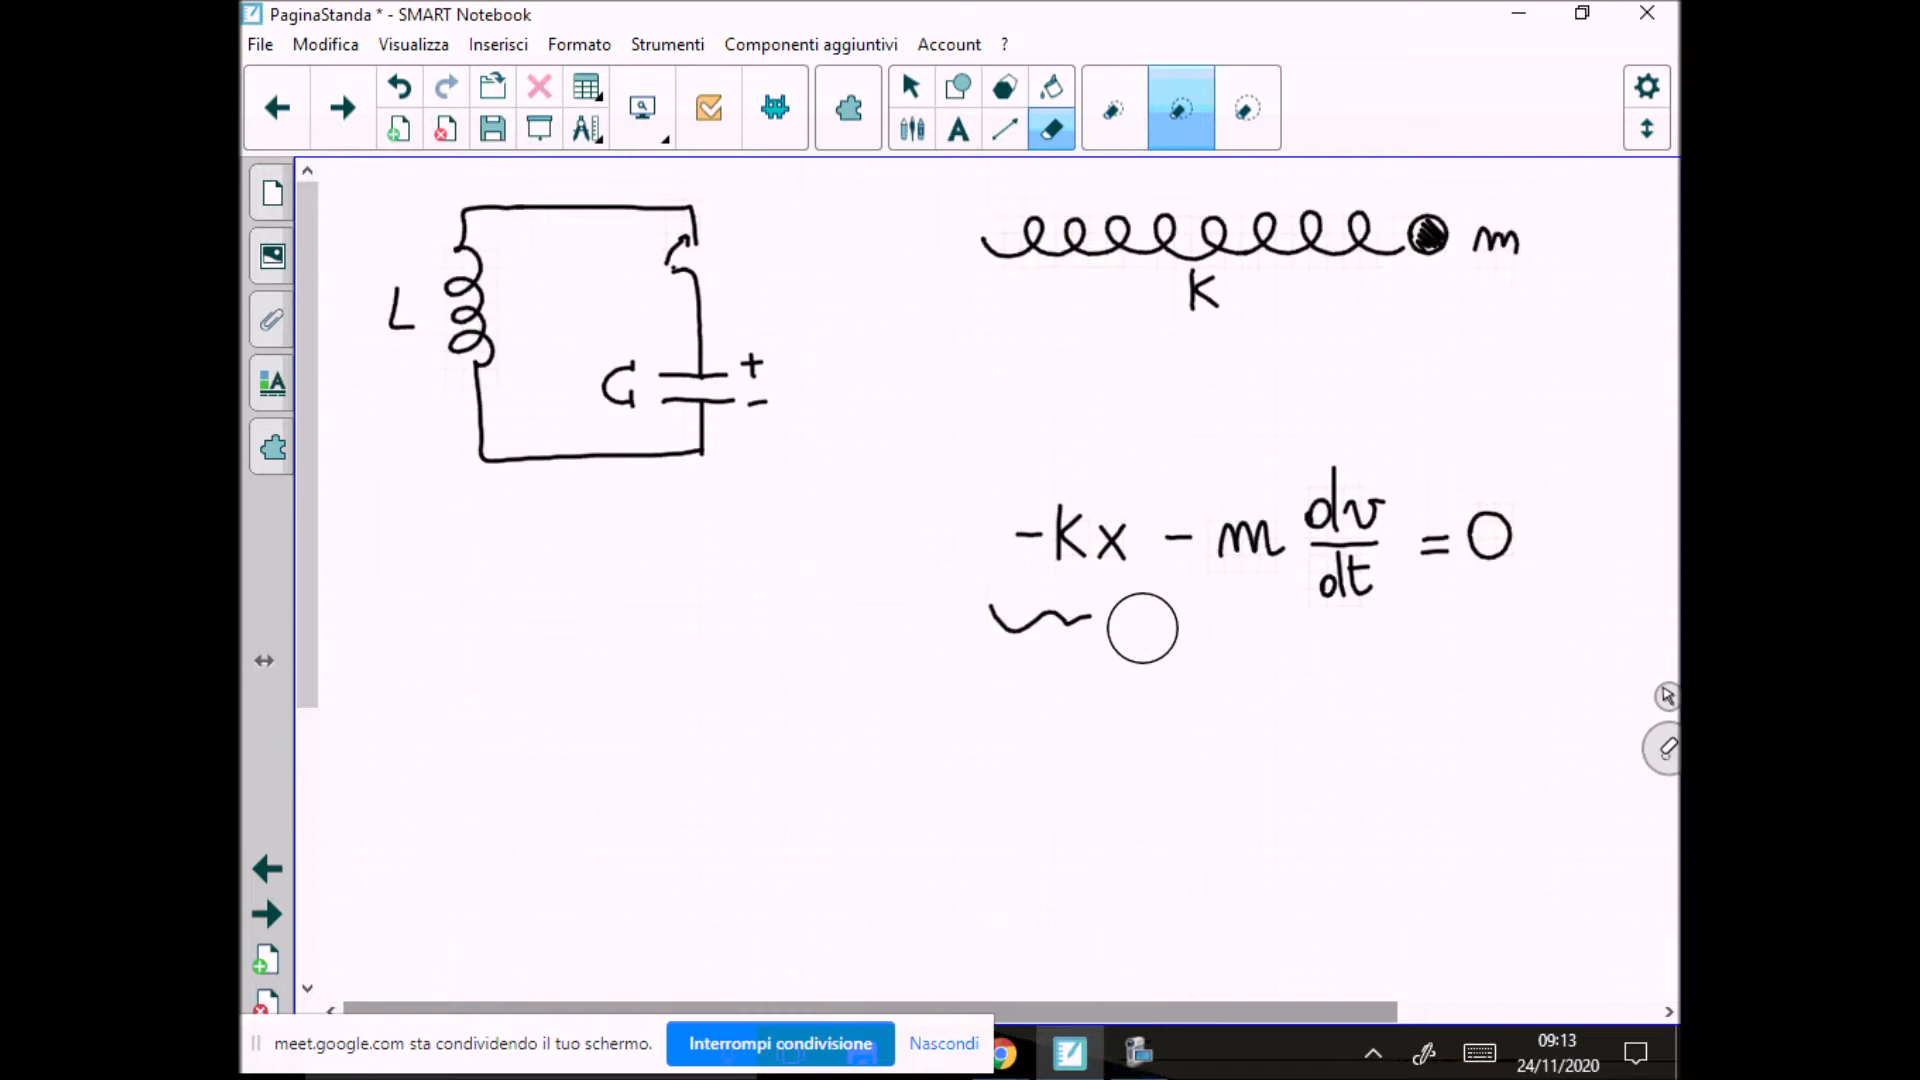 PaginaStanda * - SMART Notebook
File Modifica Visualizza Inserisci Formato Strumenti Componenti aggiuntivi Account ?
L
C
+
-
m
K
-Kx - m dv/dt = 0
meet.google.com sta condividendo il tuo schermo. Interrompi condivisione Nascondi
09:13
24/11/2020